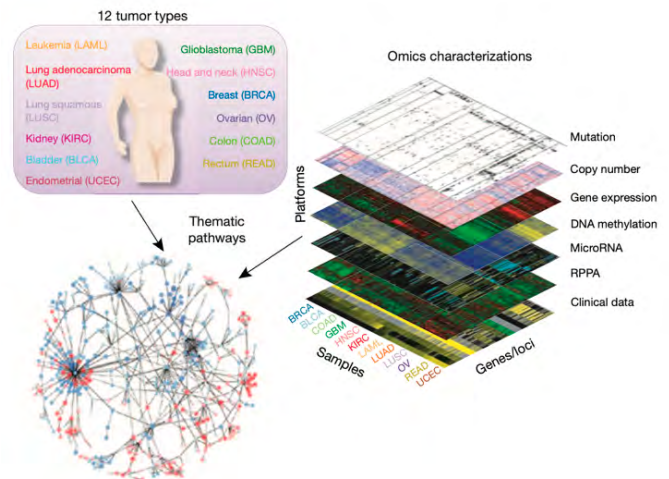 12 tumor types
Leukemia (LAML)
Lung adenocarcinoma
(LUAD)
Lung squamous
(LUSC)
Kidney (KIRC)
Bladder (BLCA)
Endometrial (UCEC)
Glioblastoma (GBM)
Head and neck (HNSC)
Breast (BRCA)
Ovarian (OV)
Colon (COAD)
Rectum (READ)
Thematic
pathways
Omics characterizations
Platforms
Mutation
Copy number
Gene expression
DNA methylation
MicroRNA
RPPA
Clinical data
BRCA
BLCA
COAD
GBM
HNSC
KIRC
LAML
LUAD
LUSC
OV
READ
UCEC
Samples
Genes/loci